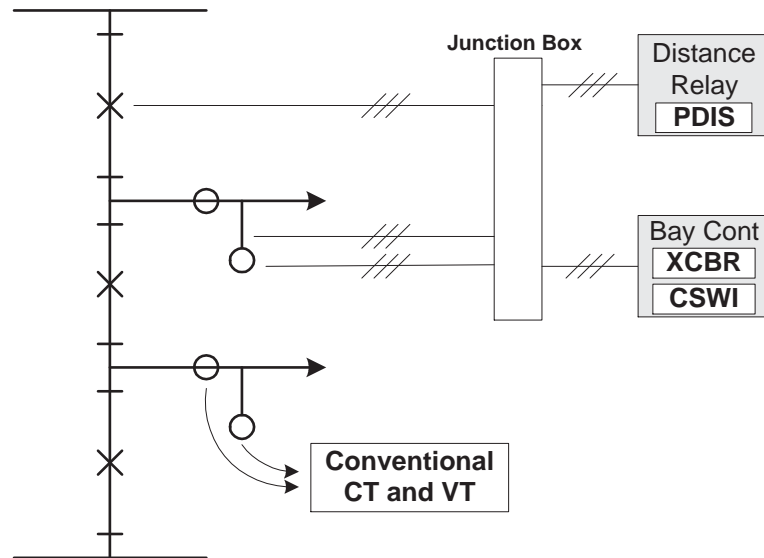 Junction Box
Distance
Relay
PDIS
Bay Cont
XCBR
CSWI
Conventional
CT and VT